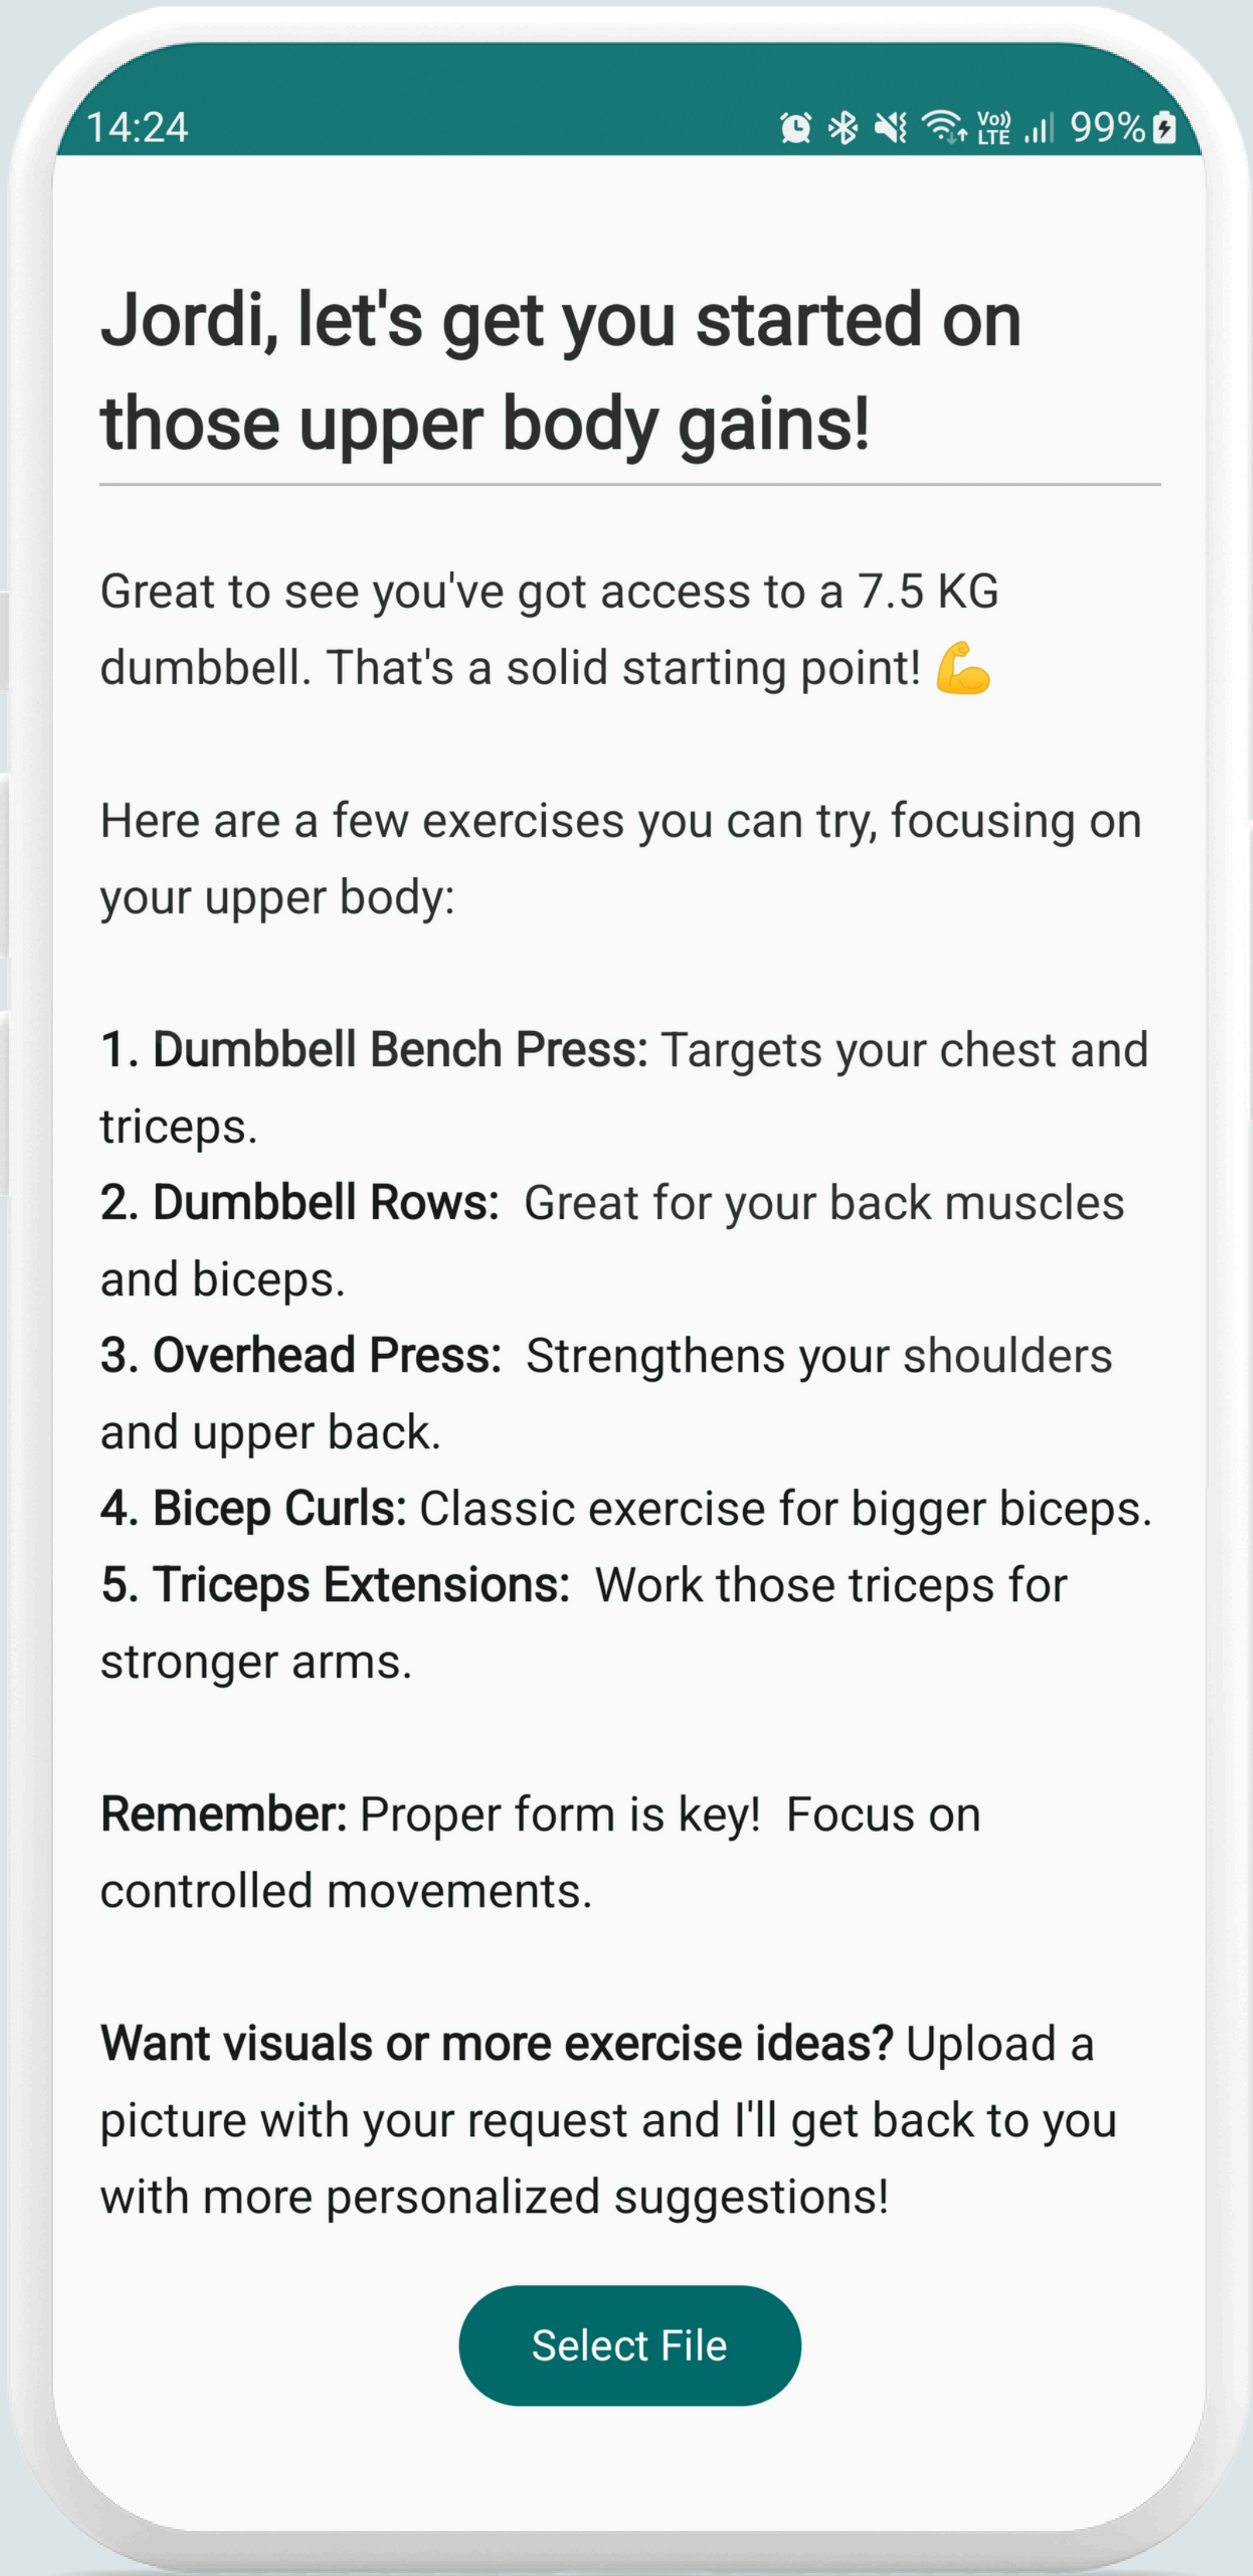 14:24 Vo)) LTE 99%
Jordi, let's get you started on
those upper body gains!
Great to see you've got access to a 7.5 KG
dumbbell. That's a solid starting point! 💪
Here are a few exercises you can try, focusing on
your upper body:
1. Dumbbell Bench Press: Targets your chest and
triceps.
2. Dumbbell Rows:  Great for your back muscles
and biceps.
3. Overhead Press:  Strengthens your shoulders
and upper back.
4. Bicep Curls: Classic exercise for bigger biceps.
5. Triceps Extensions:  Work those triceps for
stronger arms.
Remember: Proper form is key!  Focus on
controlled movements.
Want visuals or more exercise ideas? Upload a
picture with your request and I'll get back to you
with more personalized suggestions!
Select File